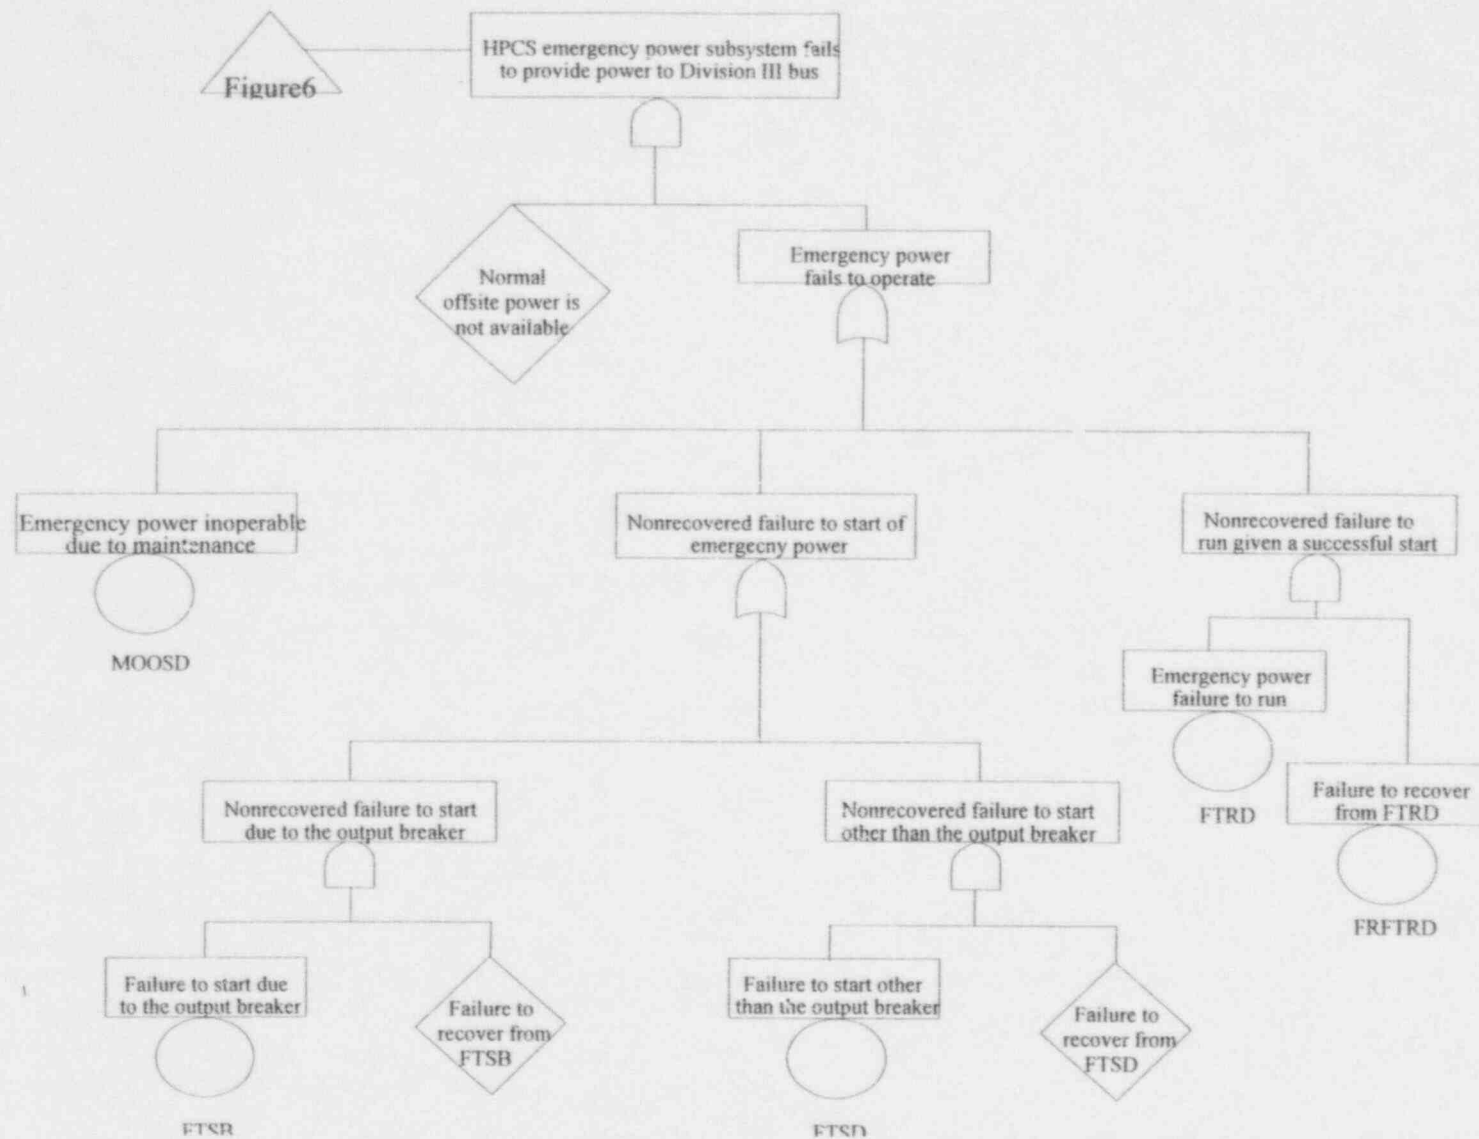 HPCS emergency power subsystem fails
to provide power to Division III bus
Figure6
Normal
offsite power is
not available
Emergency power
fails to operate
Emergency power inoperable
due to maintenance
MOOSD
Nonrecovered failure to start of
emergecny power
Nonrecovered failure to
run given a successful start
Emergency power
failure to run
FTRD
Failure to recover
from FTRD
FRFTRD
Nonrecovered failure to start
due to the output breaker
Nonrecovered failure to start
other than the output breaker
Failure to start due
to the output breaker
FTSB
Failure to
recover from
FTSB
Failure to start other
than the output breaker
FTSD
Failure to
recover from
FTSD